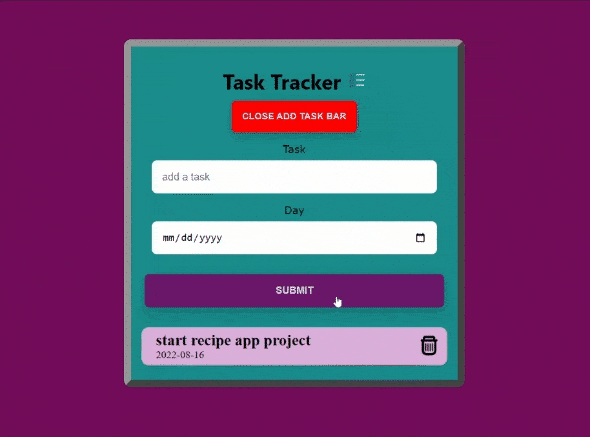 Task Tracker
CLOSE ADD TASK BAR
Task
add a task
Day
mm/dd/yyyy
SUBMIT
start recipe app project
2022-08-16